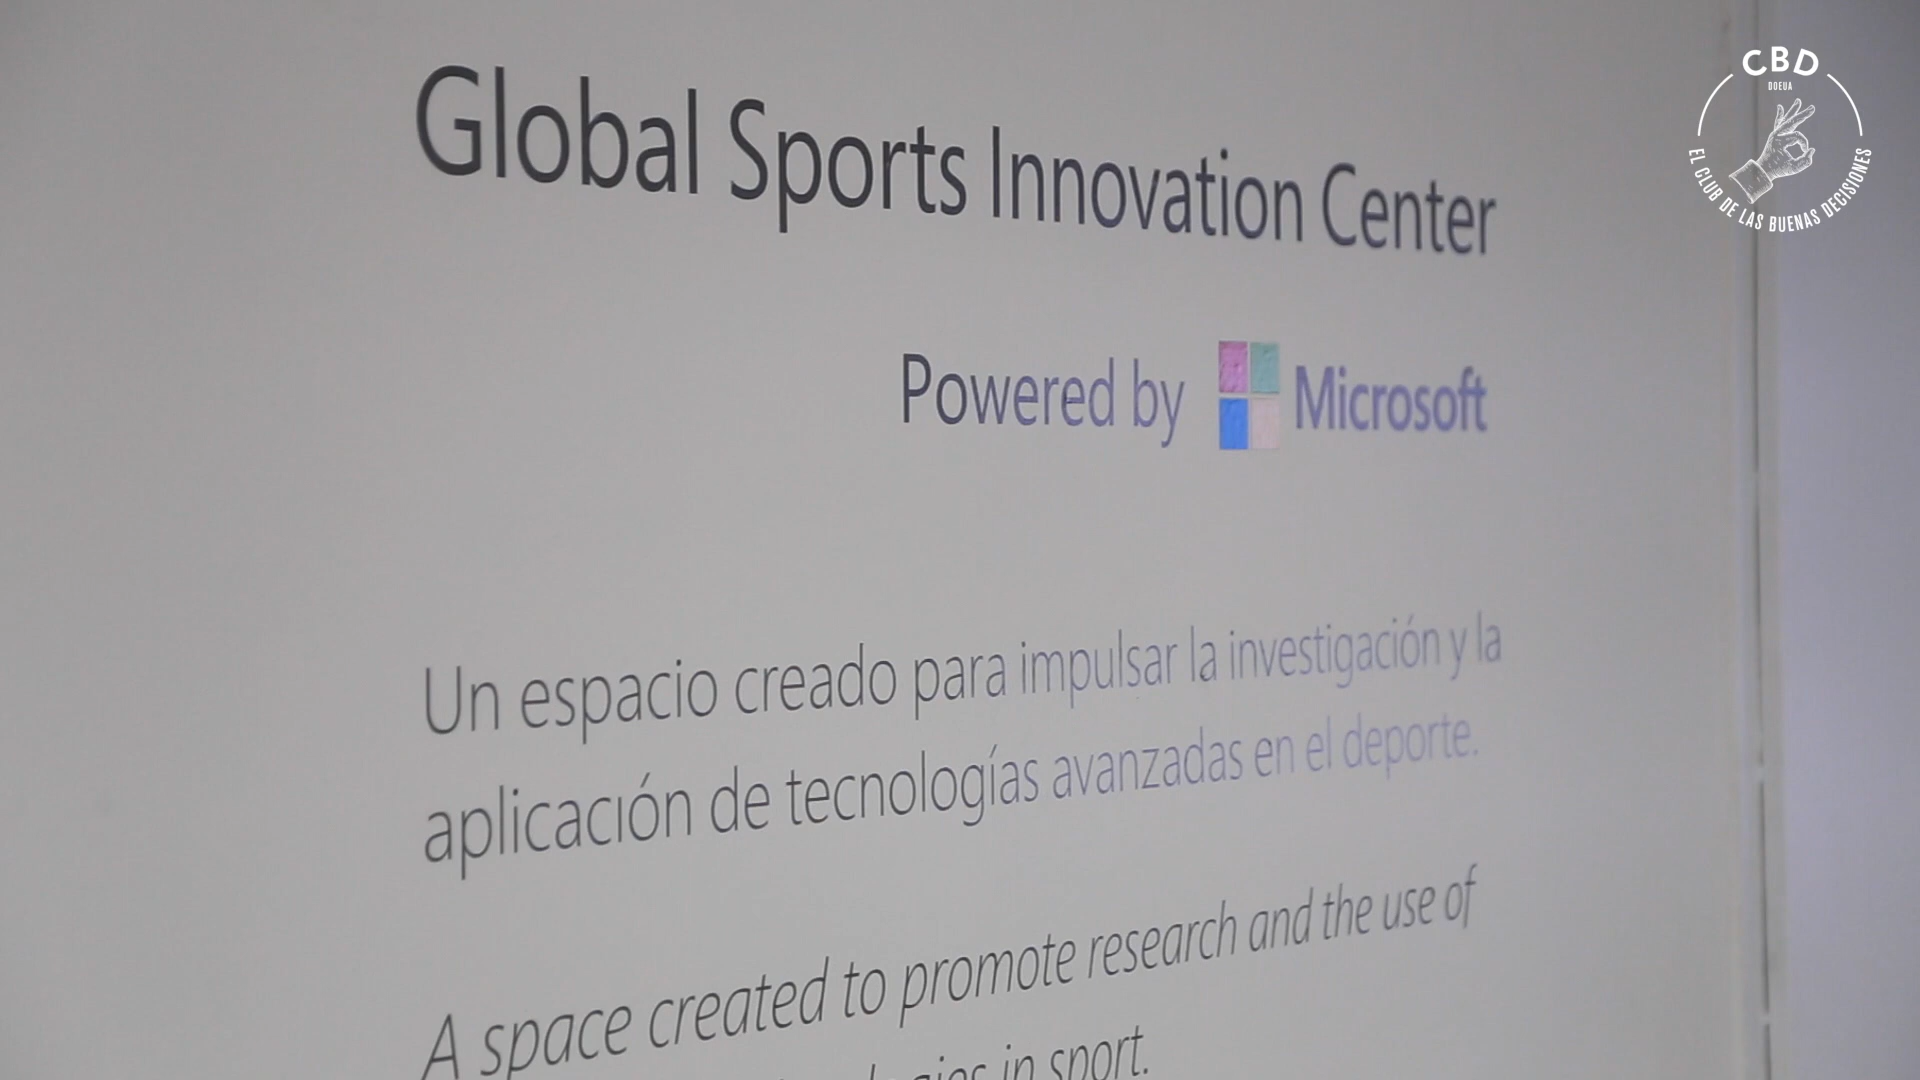 Global Sports Innovation Center
Powered by Microsoft
Un espacio creado para impulsar la investigación y la
aplicación de tecnologías avanzadas en el deporte.
A space created to promote research and the use of
in sport.
CBD
DOEUA
EL CLUB DE LAS BUENAS DECISIONES